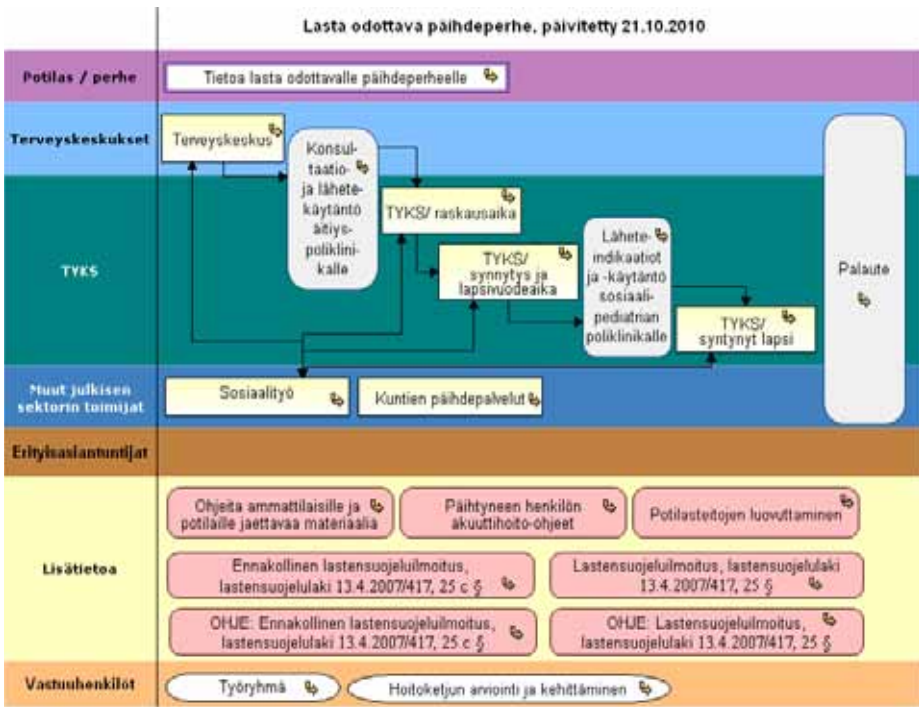 Lasta odottava päihdeperhe, päivitetty 21.10.2010
Potilas / perhe
Tietoa lasta odottavalle päihdeperheelle
Terveyskeskukset
Terveyskeskus
Konsul-
taatio-
ja lähete-
käytäntö
äitiys-
poliklini-
kalle
TYKS
TYKS/ raskausaika
TYKS/
synnytys ja
lapsivuodeaika
Lähete-
indikaatiot
ja -käytäntö
sosiaali-
pediatrian
poliklinikalle
TYKS/
syntynyt lapsi
Palaute
Muut julkisen
sektorin toimijat
Sosiaalityö
Kuntien päihdepalvelut
Erityisasiantuntijat
Lisätietoa
Ohjeita ammattilaisille ja
potilaille jaettavaa materiaalia
Päihtyneen henkilön
akuuttihoito-ohjeet
Potilasteitojen luovuttaminen
Ennakollinen lastensuojeluilmoitus,
lastensuojelulaki 13.4.2007/417, 25 c §
Lastensuojeluilmoitus, lastensuojelulaki
13.4.2007/417, 25 §
OHJE: Ennakollinen lastensuojeluilmoitus,
lastensuojelulaki 13.4.2007/417, 25 c §
OHJE: Lastensuojeluilmoitus,
lastensuojelulaki 13.4.2007/417, 25 §
Vastuuhenkilöt
Työryhmä
Hoitoketjun arviointi ja kehittäminen